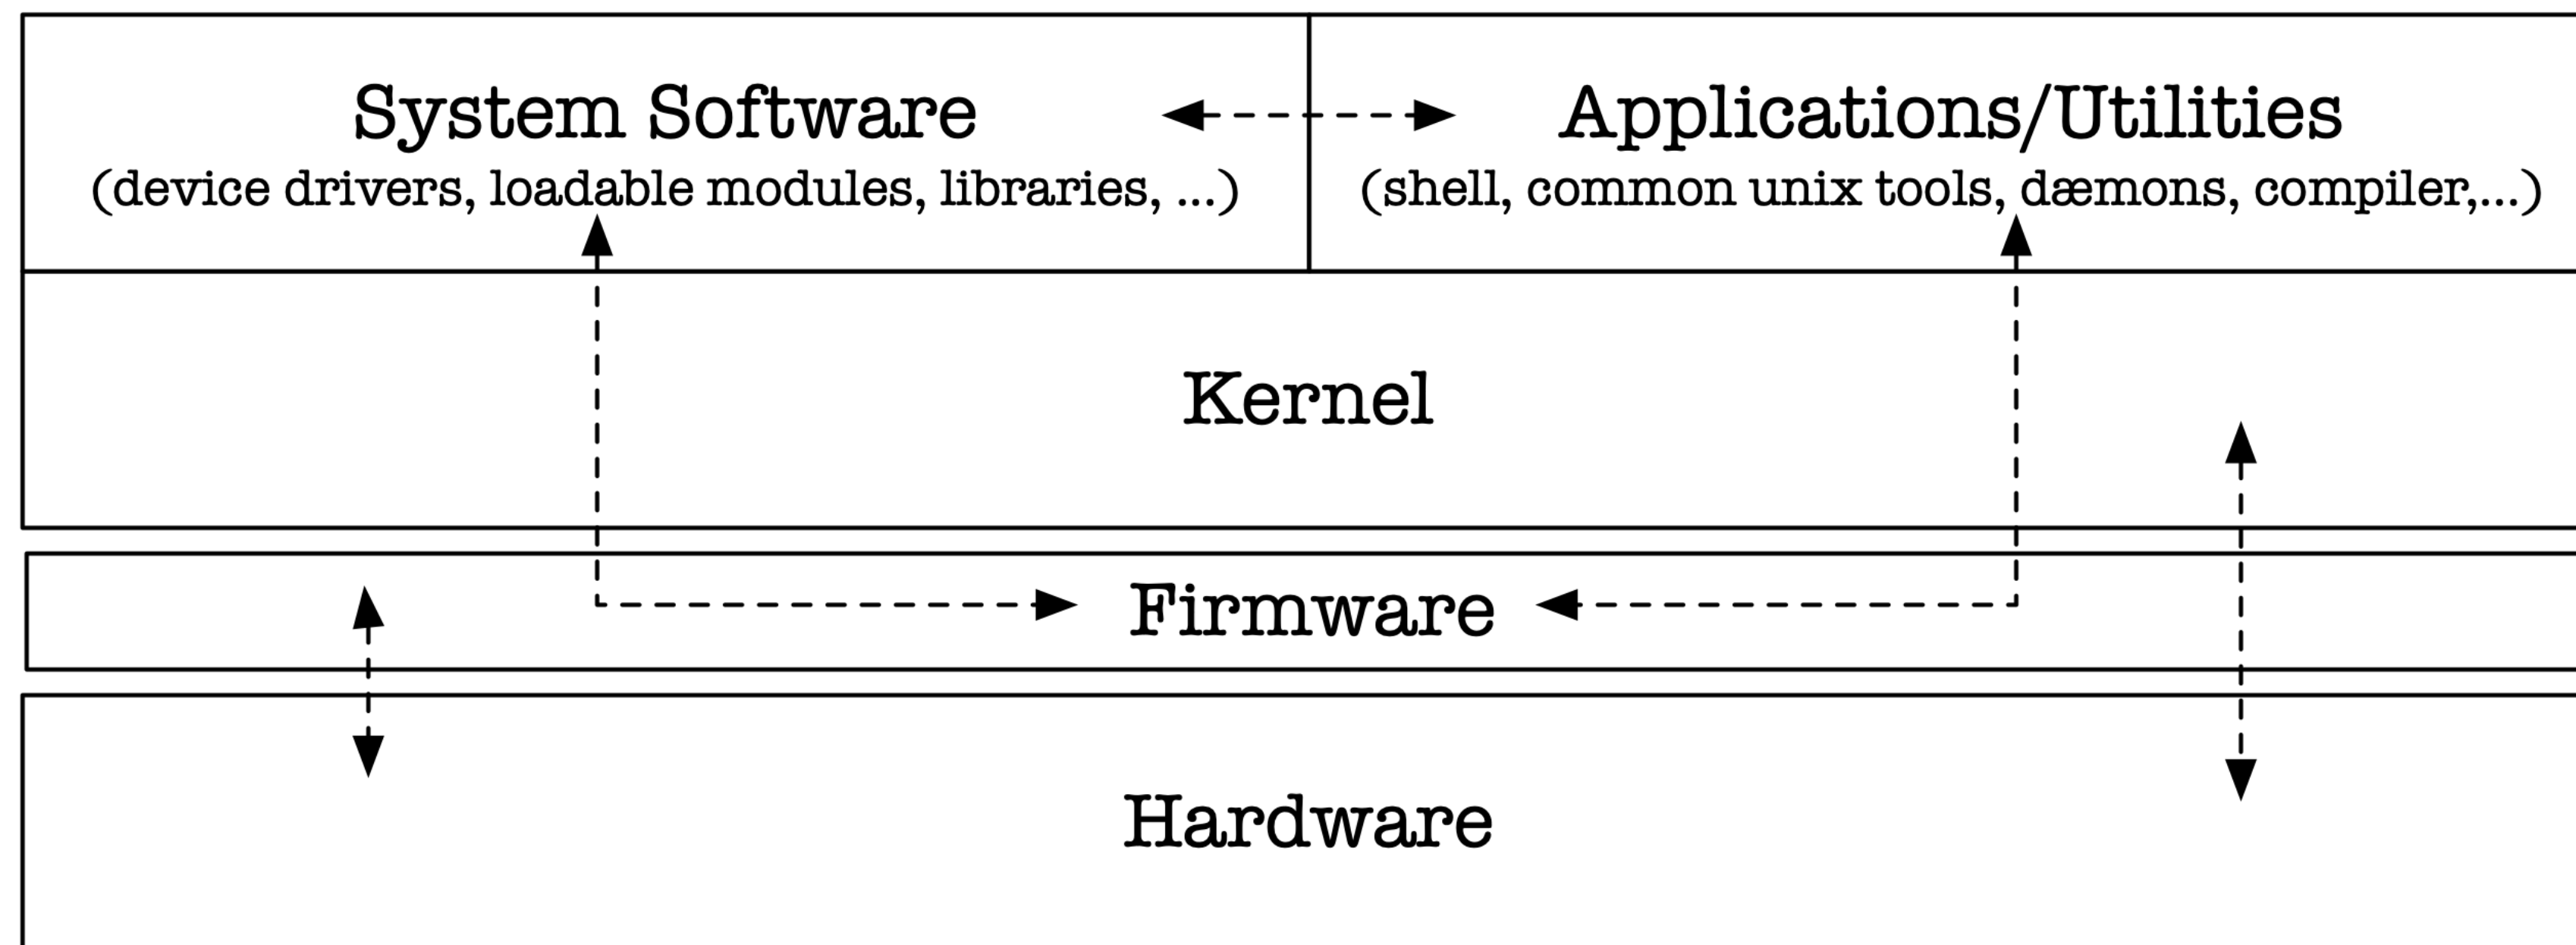 System Software
Applications/Utilities
(device drivers, loadable modules, libraries, ...)
(shell, common unix tools, dæmons, compiler,...)
Kernel
Firmware
Hardware